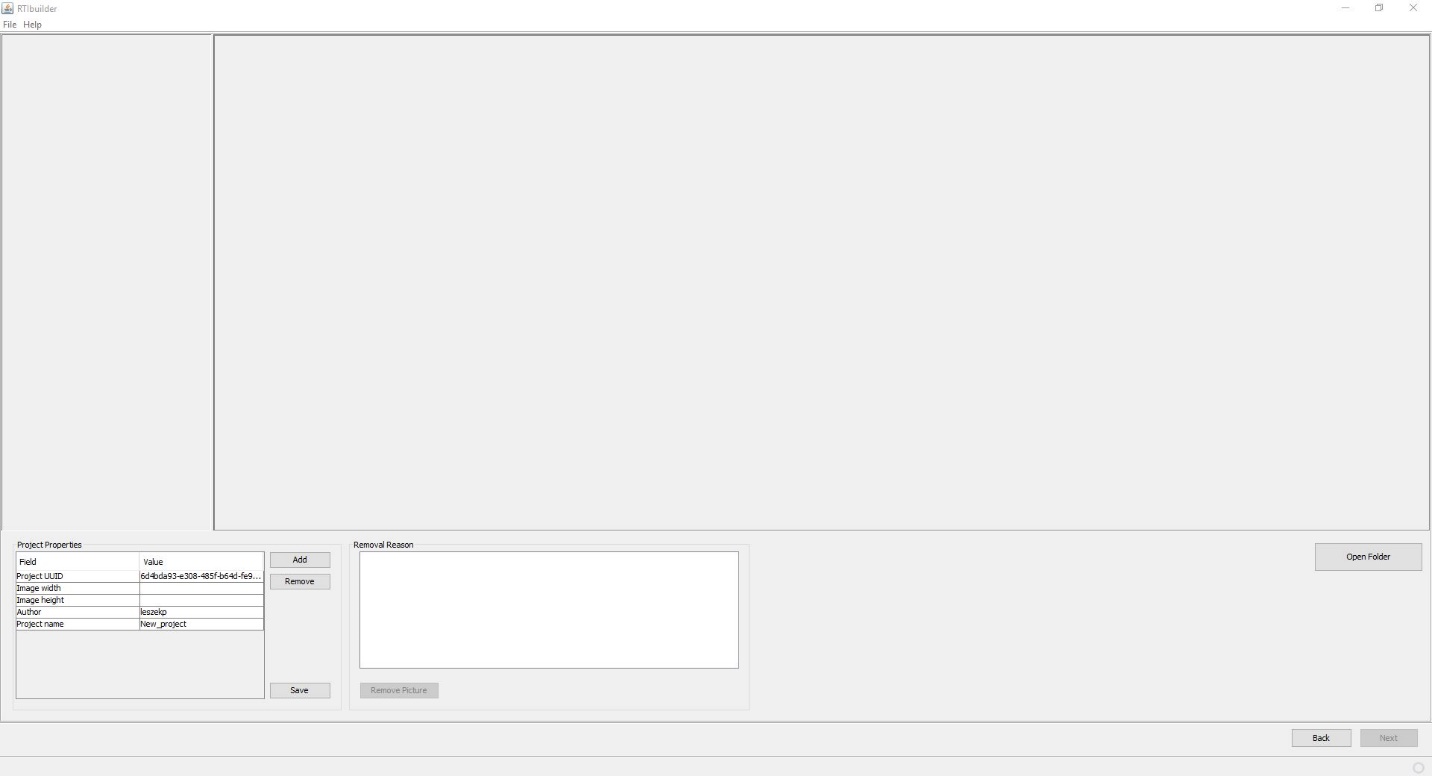 RTIbuilder
File Help
Project Properties
Field Value
Project UUID 6d4bda93-e308-485f-b64d-fe9...
Image width
Image height
Author leszekp
Project name New_project
Add
Remove
Save
Removal Reason
Remove Picture
Open Folder
Back Next